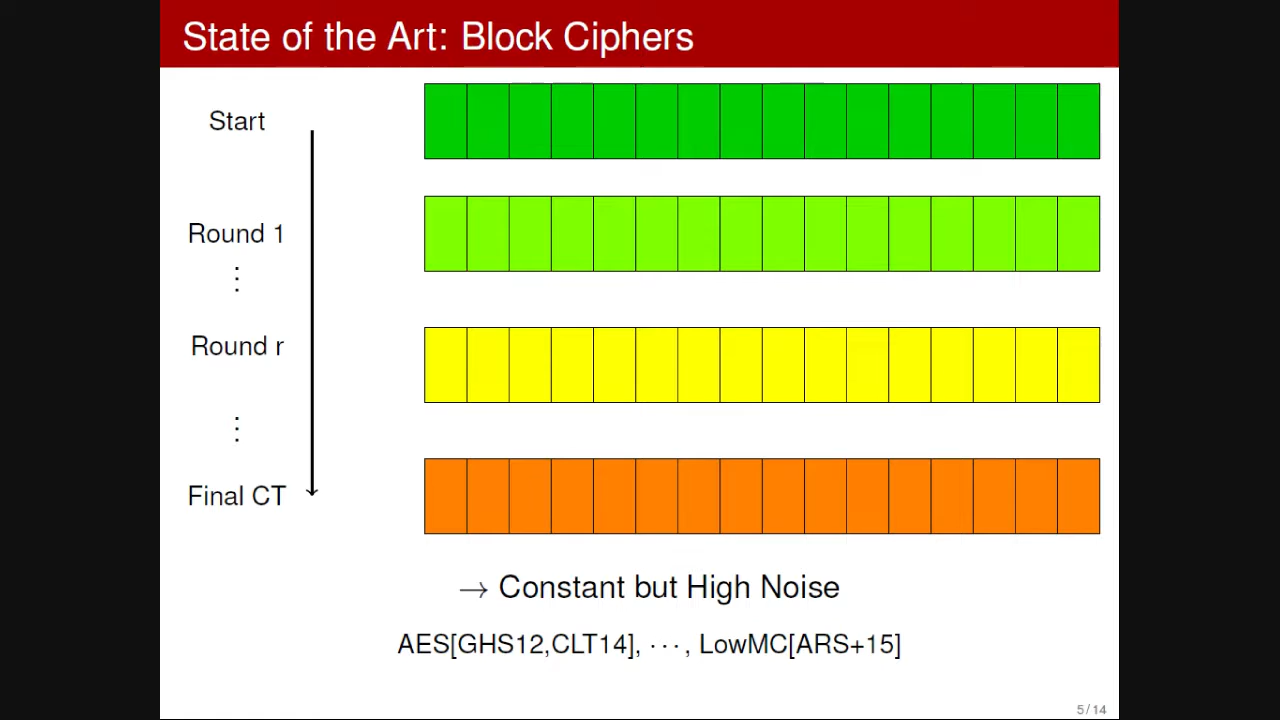 State of the Art: Block Ciphers
Start
Round 1
⋮
Round r
⋮
Final CT
→ Constant but High Noise
AES[GHS12,CLT14], ⋯, LowMC[ARS+15]
5/14